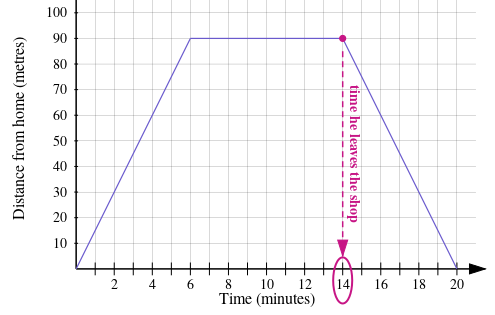 100
90
80
70
60
50
40
30
20
10
Distance from home (metres)
time he leaves the shop
2 4 6 8 10 12 14 16 18 20
Time (minutes)